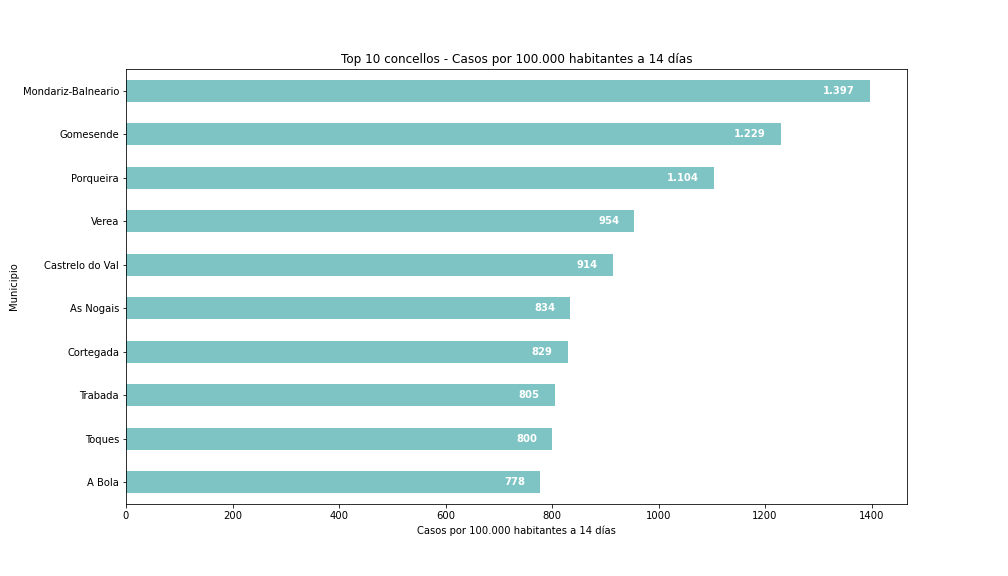 Top 10 concellos - Casos por 100.000 habitantes a 14 días
Municipio
Mondariz-Balneario 1.397
Gomesende 1.229
Porqueira 1.104
Verea 954
Castrelo do Val 914
As Nogais 834
Cortegada 829
Trabada 805
Toques 800
A Bola 778
0 200 400 600 800 1000 1200 1400
Casos por 100.000 habitantes a 14 días